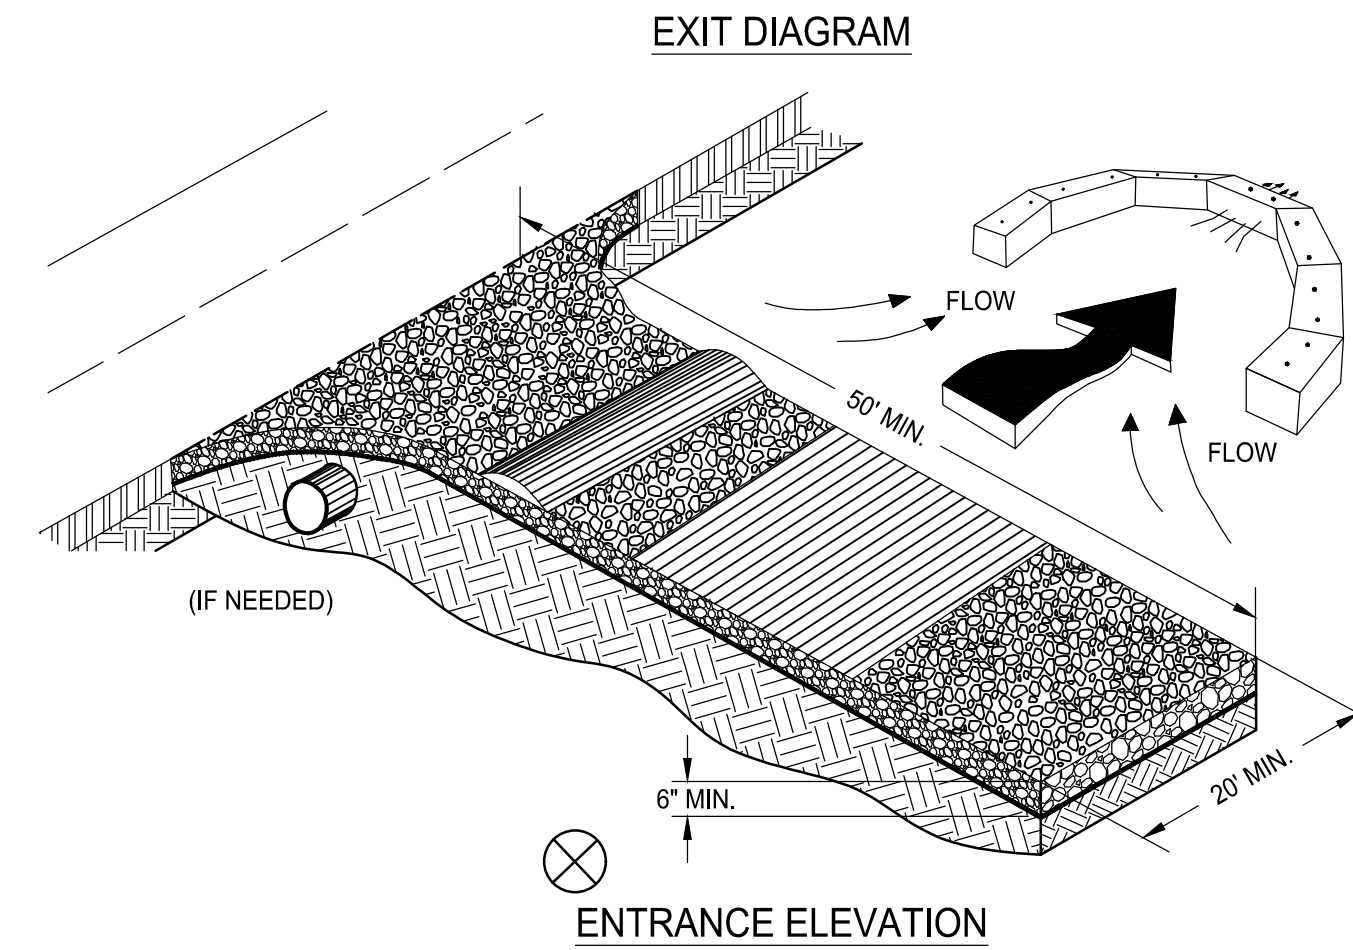 EXIT DIAGRAM
FLOW
50' MIN.
FLOW
(IF NEEDED)
20' MIN.
6" MIN.
ENTRANCE ELEVATION